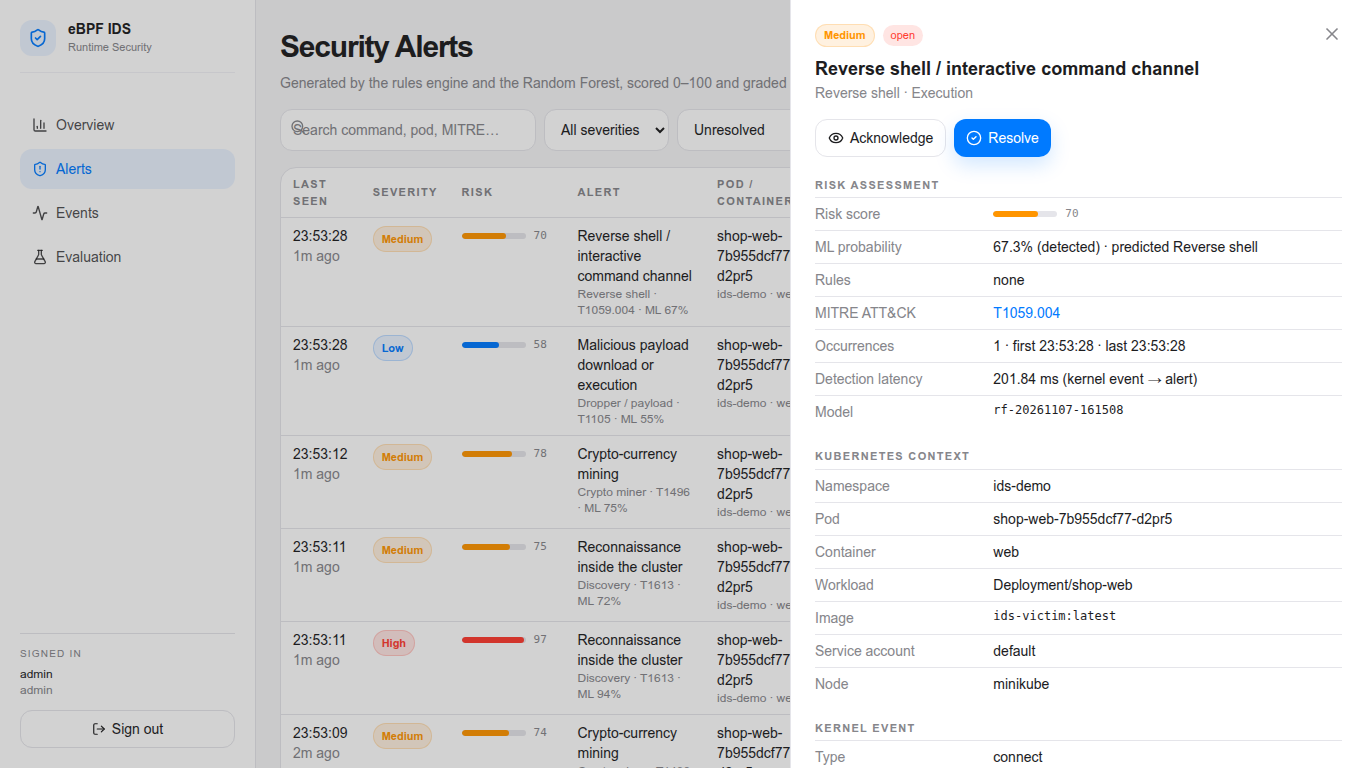 eBPF IDS
Runtime Security
Overview
Alerts
Events
Evaluation
SIGNED IN
admin
admin
Sign out
Security Alerts
Generated by the rules engine and the Random Forest, scored 0–100 and graded
Search command, pod, MITRE…
All severities
Unresolved
LAST SEEN
SEVERITY
RISK
ALERT
POD / CONTAINER
23:53:28
1m ago
Medium
70
Reverse shell /
interactive
command channel
Reverse shell ·
T1059.004 · ML 67%
shop-web-
7b955dcf77
d2pr5
ids-demo · we
23:53:28
1m ago
Low
58
Malicious payload
download or
execution
Dropper / payload ·
T1105 · ML 55%
shop-web-
7b955dcf77
d2pr5
ids-demo · we
23:53:12
1m ago
Medium
78
Crypto-currency
mining
Crypto miner · T1496
· ML 75%
shop-web-
7b955dcf77
d2pr5
ids-demo · we
23:53:11
1m ago
Medium
75
Reconnaissance
inside the cluster
Discovery · T1613 ·
ML 72%
shop-web-
7b955dcf77
d2pr5
ids-demo · we
23:53:11
1m ago
High
97
Reconnaissance
inside the cluster
Discovery · T1613 ·
ML 94%
shop-web-
7b955dcf77
d2pr5
ids-demo · we
23:53:09
2m ago
Medium
74
Crypto-currency
mining
shop-web-
7b955dcf77
Medium
open
Reverse shell / interactive command channel
Reverse shell · Execution
Acknowledge
Resolve
RISK ASSESSMENT
Risk score 70
ML probability 67.3% (detected) · predicted Reverse shell
Rules none
MITRE ATT&CK T1059.004
Occurrences 1 · first 23:53:28 · last 23:53:28
Detection latency 201.84 ms (kernel event → alert)
Model rf-20261107-161508
KUBERNETES CONTEXT
Namespace ids-demo
Pod shop-web-7b955dcf77-d2pr5
Container web
Workload Deployment/shop-web
Image ids-victim:latest
Service account default
Node minikube
KERNEL EVENT
Type connect